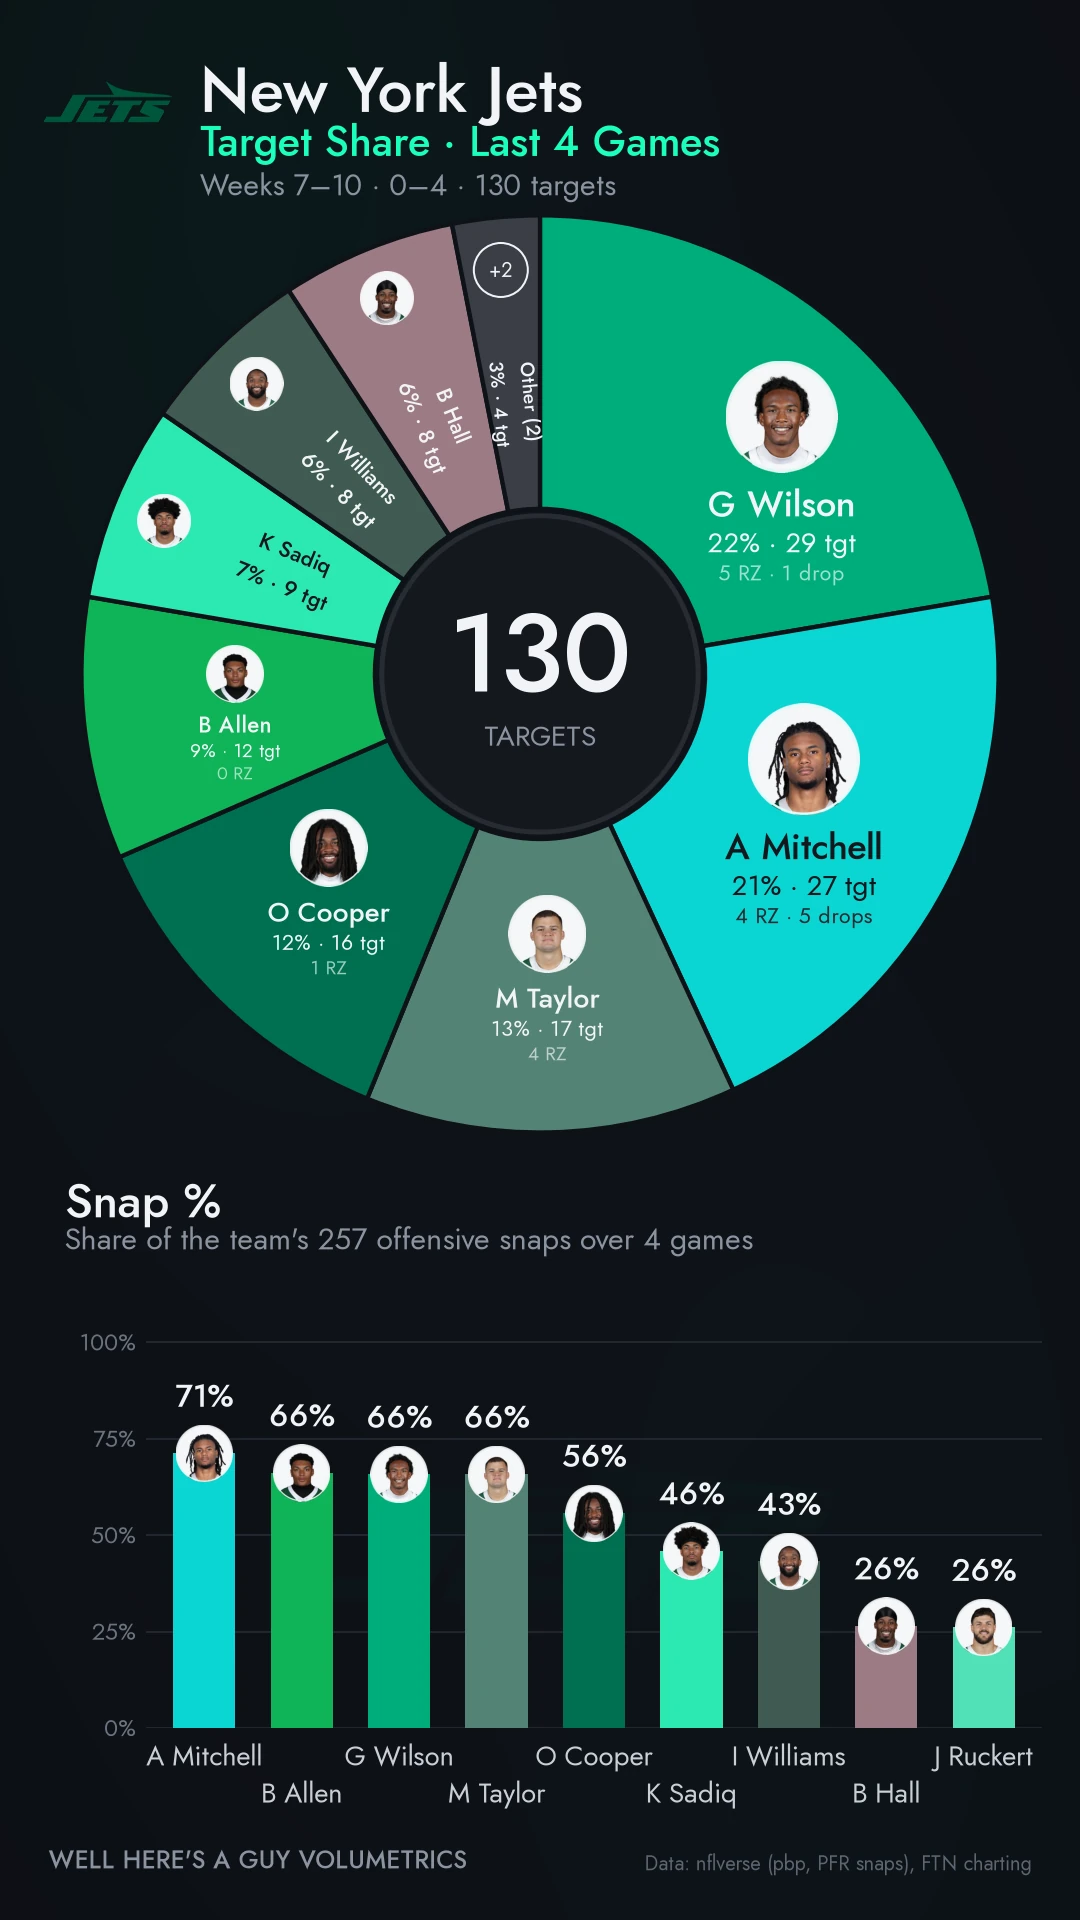 JETS
New York Jets
Target Share · Last 4 Games
Weeks 7–10 · 0–4 · 130 targets
+2
Other (2)
3% · 4 tgt
B Hall
6% · 8 tgt
I Williams
6% · 8 tgt
K Sadiq
7% · 9 tgt
G Wilson
22% · 29 tgt
5 RZ · 1 drop
130
TARGETS
B Allen
9% · 12 tgt
0 RZ
A Mitchell
21% · 27 tgt
4 RZ · 5 drops
O Cooper
12% · 16 tgt
1 RZ
M Taylor
13% · 17 tgt
4 RZ
Snap %
Share of the team's 257 offensive snaps over 4 games
100%
75%
50%
25%
0%
71%
66%
66%
66%
56%
46%
43%
26%
26%
A Mitchell
B Allen
G Wilson
M Taylor
O Cooper
K Sadiq
I Williams
B Hall
J Ruckert
WELL HERE'S A GUY VOLUMETRICS
Data: nflverse (pbp, PFR snaps), FTN charting